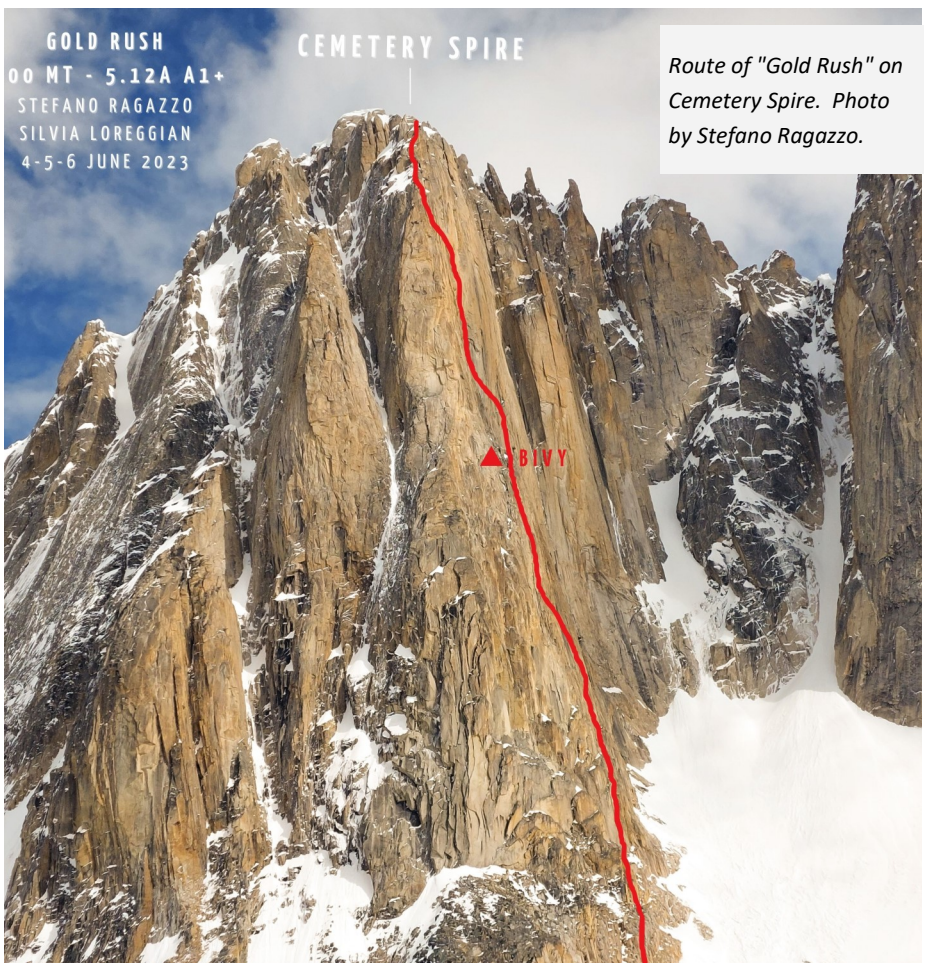 GOLD RUSH
00 MT - 5.12A A1+
STEFANO RAGAZZO
SILVIA LOREGGIAN
4-5-6 JUNE 2023
CEMETERY SPIRE
Route of "Gold Rush" on
Cemetery Spire. Photo
by Stefano Ragazzo.
BIVY